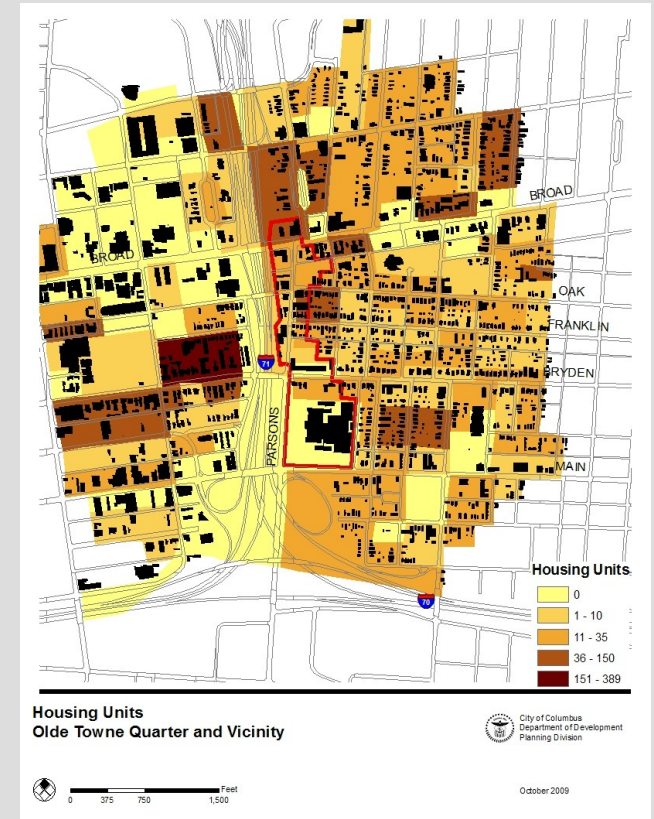 BROAD
BROAD
OAK
FRANKLIN
BRYDEN
71
PARSONS
MAIN
70
Housing Units
0
1 - 10
11 - 35
36 - 150
151 - 389
Housing Units
Olde Towne Quarter and Vicinity
City of Columbus
Department of Development
Planning Division
Feet
0 375 750 1,500
October 2009